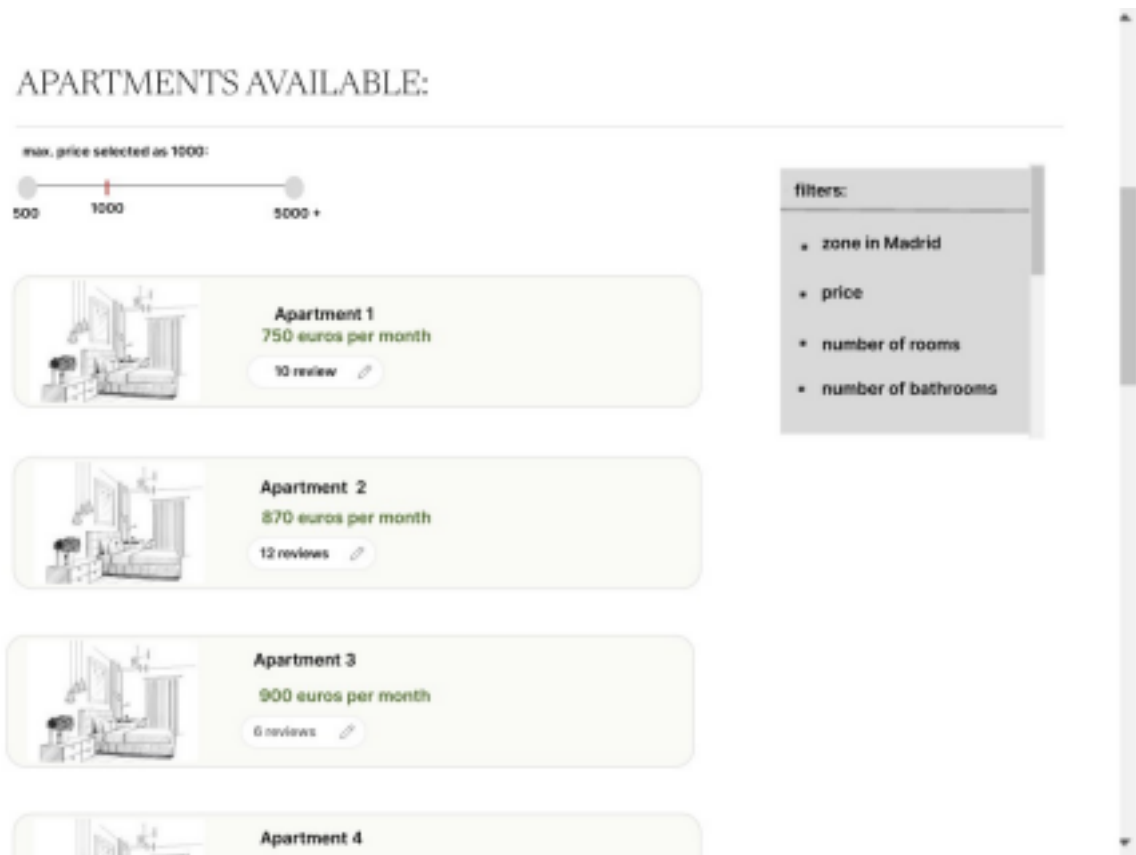 APARTMENTS AVAILABLE:
max. price selected as 1000:
500
1000
5000 +
filters:
• zone in Madrid
• price
• number of rooms
• number of bathrooms
Apartment 1
750 euros per month
10 review
Apartment 2
870 euros per month
12 reviews
Apartment 3
900 euros per month
6 reviews
Apartment 4